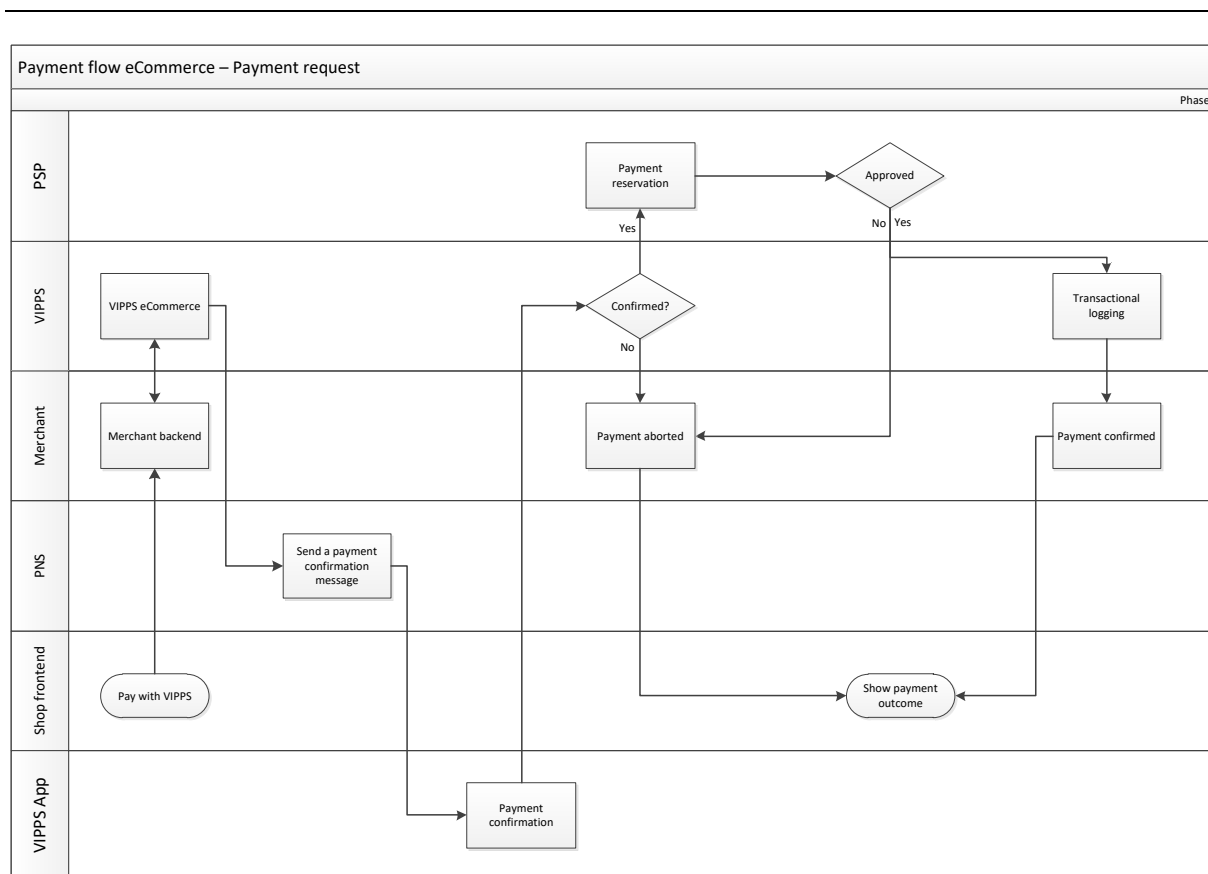 Payment flow eCommerce – Payment request
Phase
PSP
Payment
reservation
Approved
Yes
No
Yes
VIPPS
VIPPS eCommerce
Confirmed?
Transactional
logging
No
Merchant
Merchant backend
Payment aborted
Payment confirmed
PNS
Send a payment
confirmation
message
Shop frontend
Pay with VIPPS
Show payment
outcome
VIPPS App
Payment
confirmation